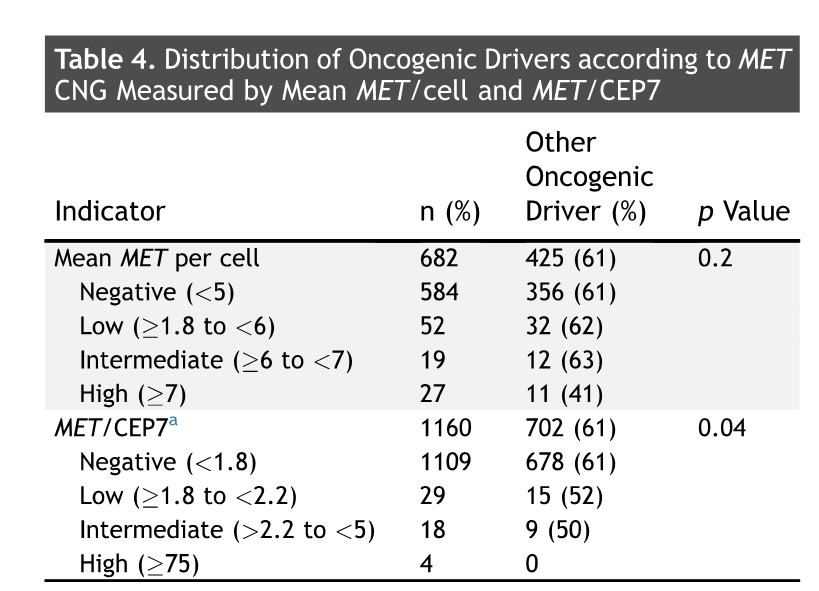 Table 4. Distribution of Oncogenic Drivers according to MET
CNG Measured by Mean MET/cell and MET/CEP7
Other
Oncogenic
Indicator n (%) Driver (%) p Value
Mean MET per cell 682 425 (61) 0.2
Negative (<5) 584 356 (61)
Low (≥1.8 to <6) 52 32 (62)
Intermediate (≥6 to <7) 19 12 (63)
High (≥7) 27 11 (41)
MET/CEP7a 1160 702 (61) 0.04
Negative (<1.8) 1109 678 (61)
Low (≥1.8 to <2.2) 29 15 (52)
Intermediate (>2.2 to <5) 18 9 (50)
High (≥75) 4 0